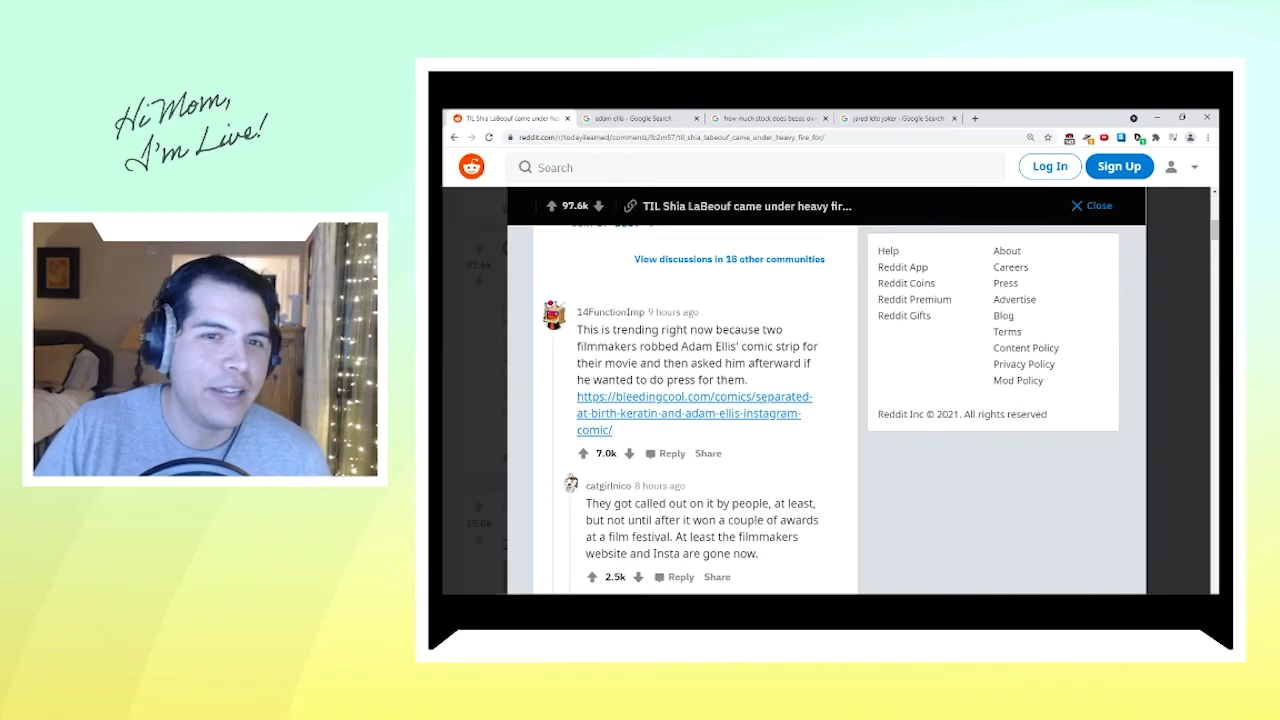 Hi Mom,
I'm Live!
TIL Shia LaBeouf came under hea
adam ellis - Google Search
how much stock does bezos own
jared leto joker - Google Search
reddit.com/r/todayilearned/comments/lb2m57/til_shia_labeouf_came_under_heavy_fire_for/
Search
Log In
Sign Up
97.6k
TIL Shia LaBeouf came under heavy fir...
Close
View discussions in 18 other communities
14FunctionImp 9 hours ago
This is trending right now because two
filmmakers robbed Adam Ellis' comic strip for
their movie and then asked him afterward if
he wanted to do press for them.
https://bleedingcool.com/comics/separated-
at-birth-keratin-and-adam-ellis-instagram-
comic/
7.0k Reply Share
catgirlnico 8 hours ago
They got called out on it by people, at least,
but not until after it won a couple of awards
at a film festival. At least the filmmakers
website and Insta are gone now.
2.5k Reply Share
Help
Reddit App
Reddit Coins
Reddit Premium
Reddit Gifts
About
Careers
Press
Advertise
Blog
Terms
Content Policy
Privacy Policy
Mod Policy
Reddit Inc © 2021. All rights reserved
97.6k
35.0k